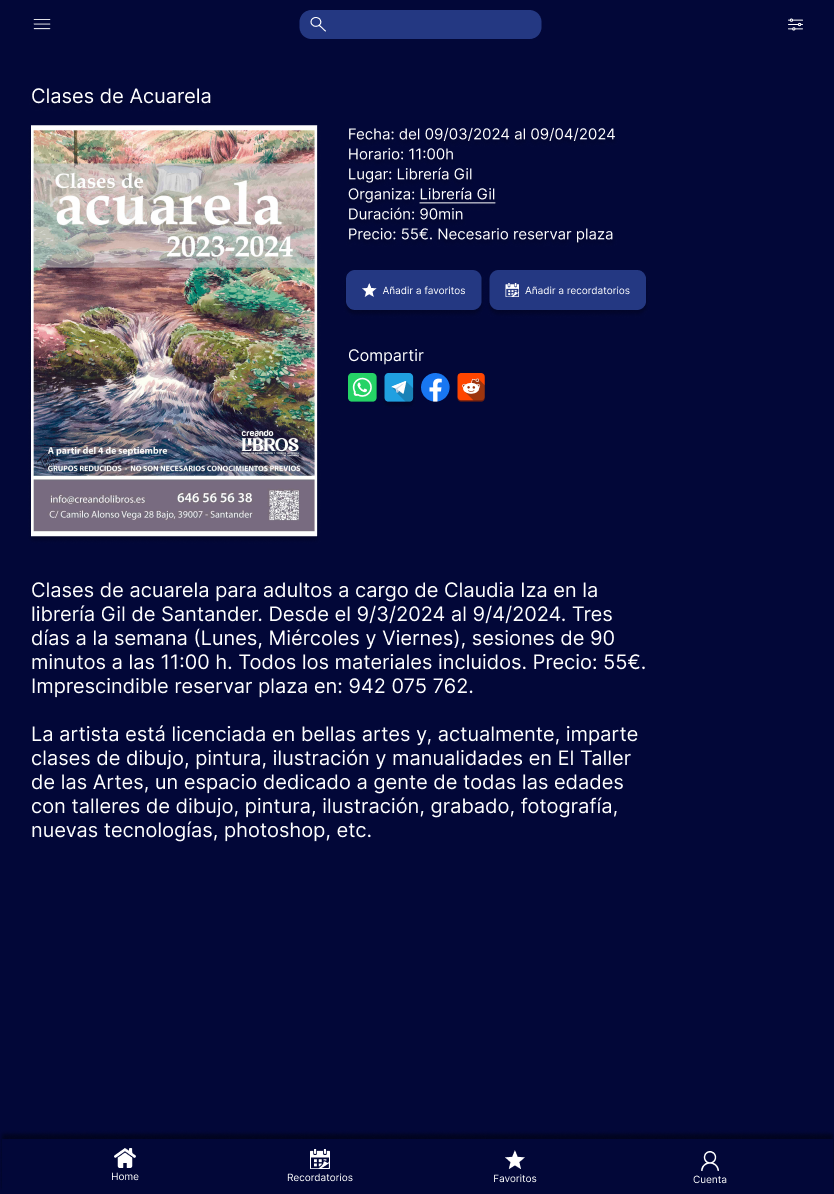 Clases de Acuarela
Clases de
acuarela
2023-2024
A partir del 4 de septiembre
creando
LIBROS
GRUPOS REDUCIDOS - NO SON NECESARIOS CONOCIMIENTOS PREVIOS
info@creandolibros.es 646 56 56 38
C/ Camilo Alonso Vega 28 Bajo, 39007 - Santander
Fecha: del 09/03/2024 al 09/04/2024
Horario: 11:00h
Lugar: Librería Gil
Organiza: Librería Gil
Duración: 90min
Precio: 55€. Necesario reservar plaza
Añadir a favoritos Añadir a recordatorios
Compartir
Clases de acuarela para adultos a cargo de Claudia Iza en la
librería Gil de Santander. Desde el 9/3/2024 al 9/4/2024. Tres
días a la semana (Lunes, Miércoles y Viernes), sesiones de 90
minutos a las 11:00 h. Todos los materiales incluidos. Precio: 55€.
Imprescindible reservar plaza en: 942 075 762.
La artista está licenciada en bellas artes y, actualmente, imparte
clases de dibujo, pintura, ilustración y manualidades en El Taller
de las Artes, un espacio dedicado a gente de todas las edades
con talleres de dibujo, pintura, ilustración, grabado, fotografía,
nuevas tecnologías, photoshop, etc.
Home Recordatorios Favoritos Cuenta